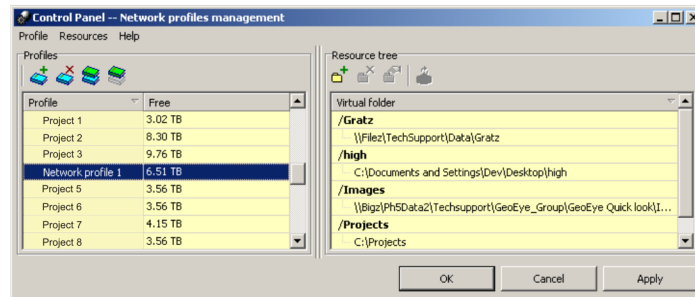 Control Panel -- Network profiles management
Profile Resources Help
Profiles
Profile Free
Project 1 3.02 TB
Project 2 8.30 TB
Project 3 9.76 TB
Network profile 1 6.51 TB
Project 5 3.56 TB
Project 6 3.56 TB
Project 7 4.15 TB
Project 8 3.56 TB
Resource tree
Virtual folder
/Gratz
\\Filez\TechSupport\Data\Gratz
/high
C:\Documents and Settings\Dev\Desktop\high
/Images
\\Bigz\Ph5Data2\Techsupport\GeoEye_Group\GeoEye Quick look\I...
/Projects
C:\Projects
OK Cancel Apply